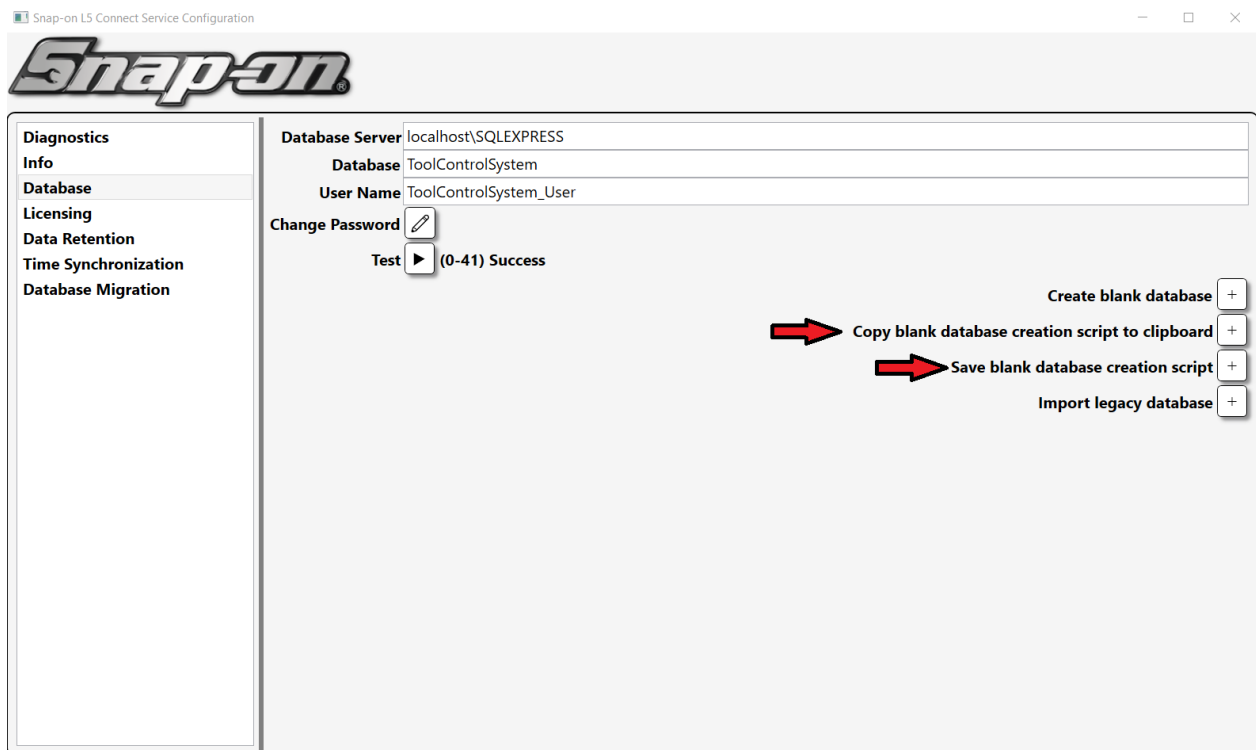 Snap-on L5 Connect Service Configuration
Snap-on®
Diagnostics
Info
Database
Licensing
Data Retention
Time Synchronization
Database Migration
Database Server localhost\SQLEXPRESS
Database ToolControlSystem
User Name ToolControlSystem_User
Change Password
Test (0-41) Success
Create blank database +
Copy blank database creation script to clipboard +
Save blank database creation script +
Import legacy database +